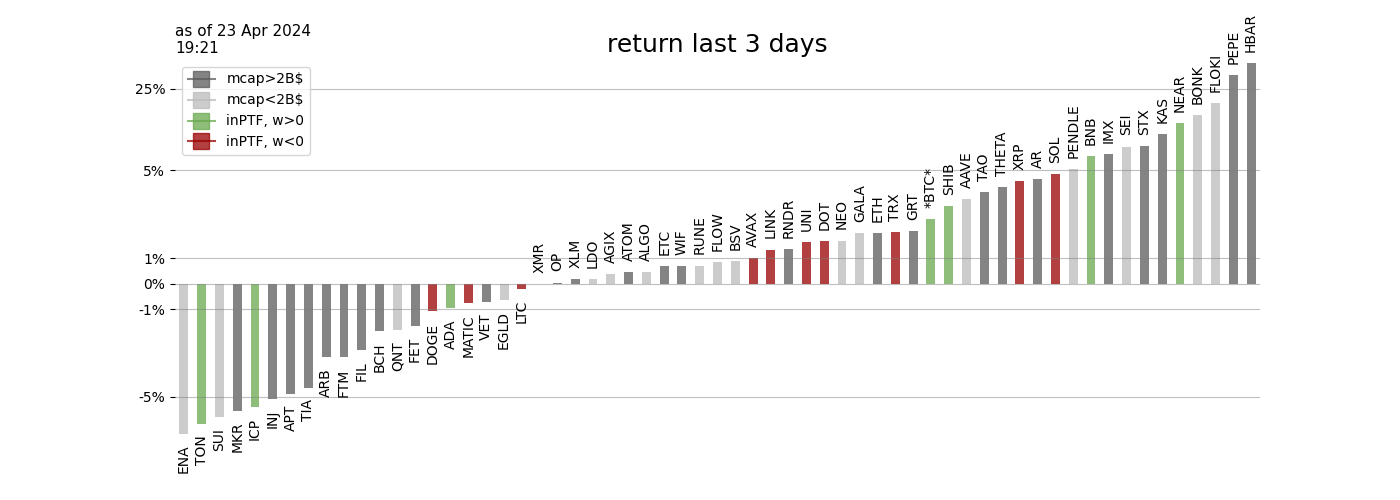 as of 23 Apr 2024
19:21
return last 3 days
mcap>2B$
mcap<2B$
inPTF, w>0
inPTF, w<0
25%
5%
1%
0%
-1%
-5%
ENA
TON
SUI
MKR
ICP
INJ
APT
TIA
ARB
FTM
FIL
BCH
QNT
FET
DOGE
ADA
MATIC
VET
EGLD
LTC
XMR
OP
XLM
LDO
AGIX
ATOM
ALGO
ETC
WIF
RUNE
FLOW
BSV
AVAX
LINK
RNDR
UNI
DOT
NEO
GALA
ETH
TRX
GRT
*BTC*
SHIB
AAVE
TAO
THETA
XRP
AR
SOL
PENDLE
BNB
IMX
SEI
STX
KAS
NEAR
BONK
FLOKI
PEPE
HBAR